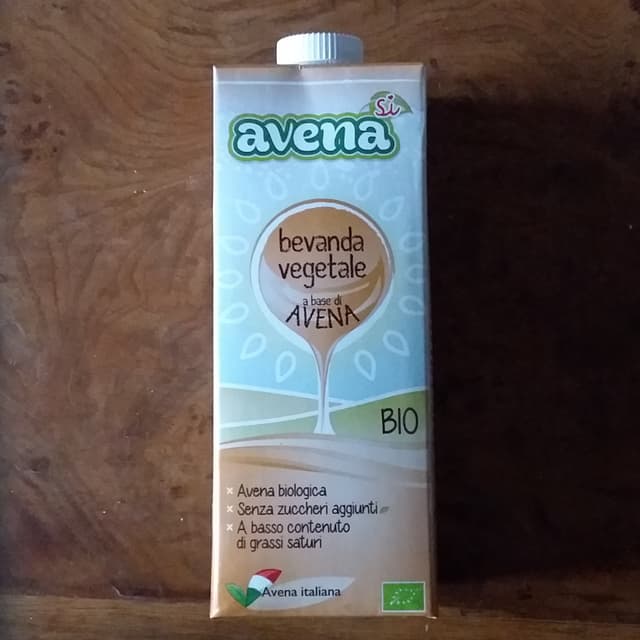 Si
avena
bevanda
vegetale
a base di
AVENA
BIO
× Avena biologica
× Senza zuccheri aggiunti
× A basso contenuto
di grassi saturi
Avena italiana